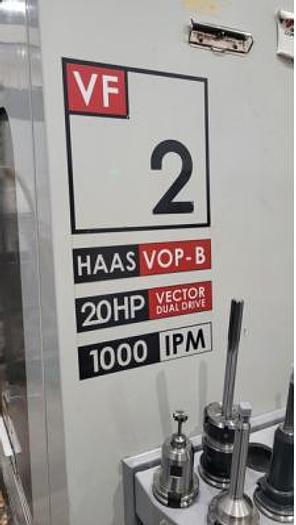 VF
2
HAAS VOP-B
20HP VECTOR DUAL DRIVE
1000 IPM